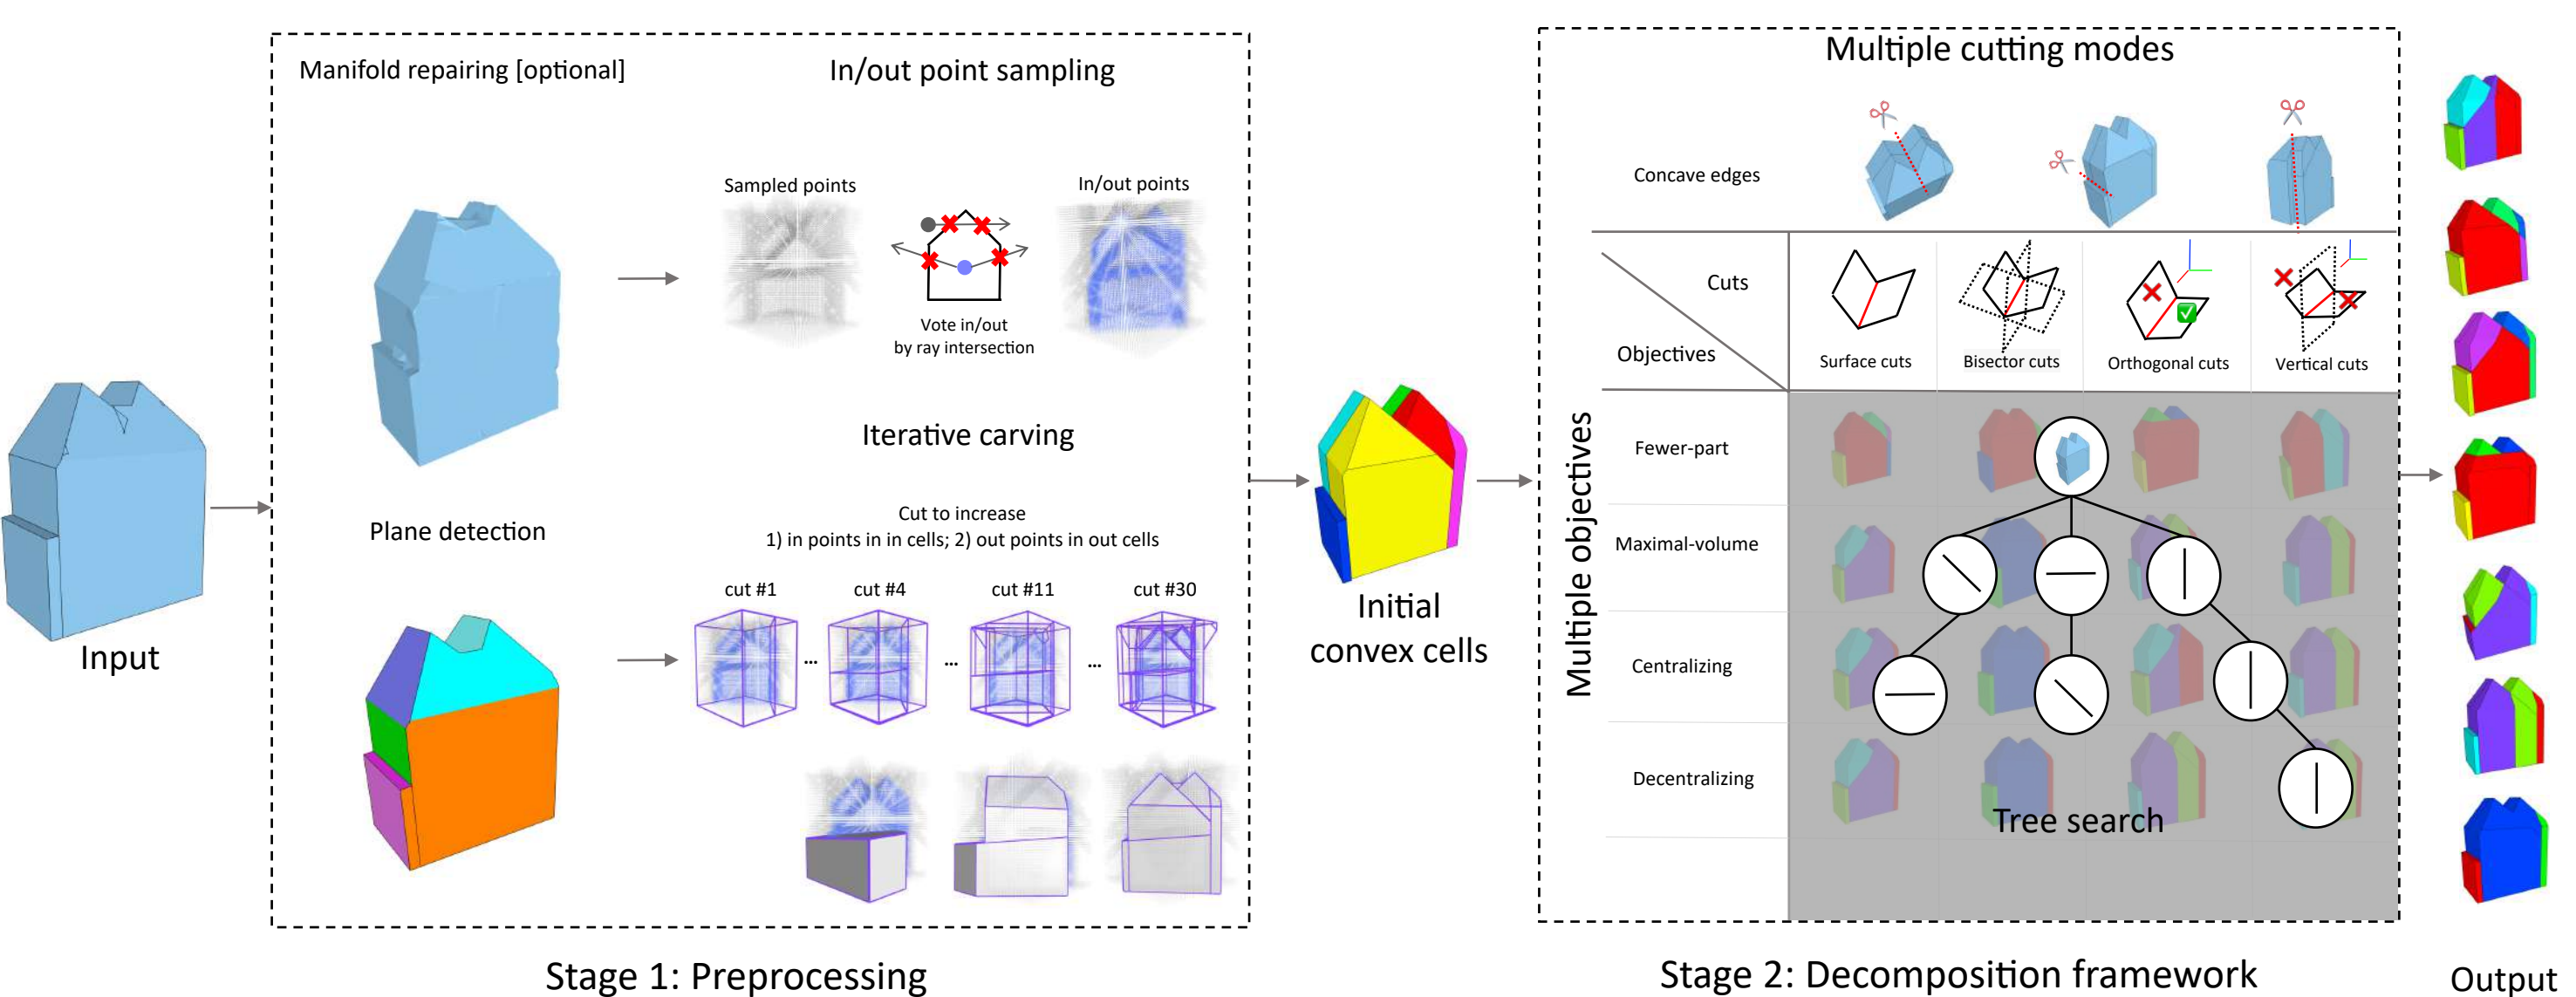 Input
Manifold repairing [optional]
In/out point sampling
Sampled points
In/out points
Vote in/out
by ray intersection
Plane detection
Iterative carving
Cut to increase
1) in points in in cells; 2) out points in out cells
cut #1
cut #4
cut #11
cut #30
...
...
...
Stage 1: Preprocessing
Initial
convex cells
Multiple cutting modes
Concave edges
Cuts
Objectives
Surface cuts
Bisector cuts
Orthogonal cuts
Vertical cuts
Multiple objectives
Fewer-part
Maximal-volume
Centralizing
Decentralizing
Tree search
Stage 2: Decomposition framework
Output